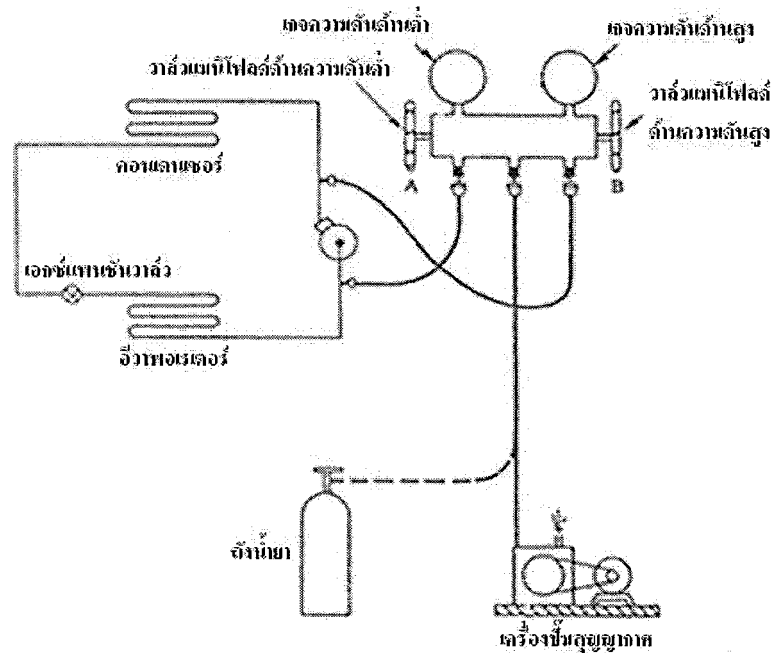 เกจความดันด้านต่ำ
เกจความดันด้านสูง
วาล์วแมนิโฟลด์ด้านความดันต่ำ
วาล์วแมนิโฟลด์
ด้านความดันสูง
A
B
คอนเดนเซอร์
เอกซ์แพนชันวาล์ว
อีวาพอเรเตอร์
ถังน้ำยา
เครื่องปั๊มสุญญากาศ